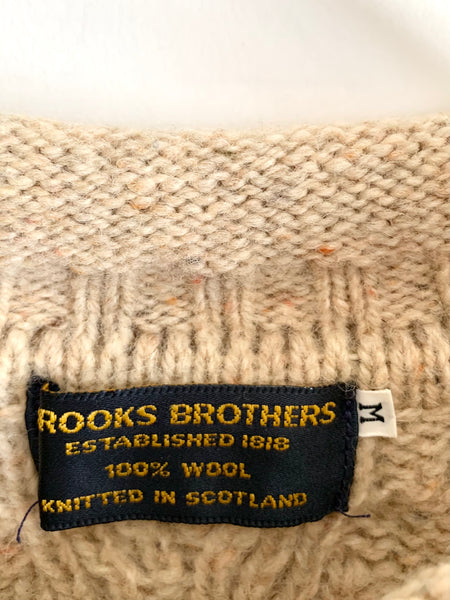 ROOKS BROTHERS
ESTABLISHED 1818
100% WOOL
KNITTED IN SCOTLAND
M